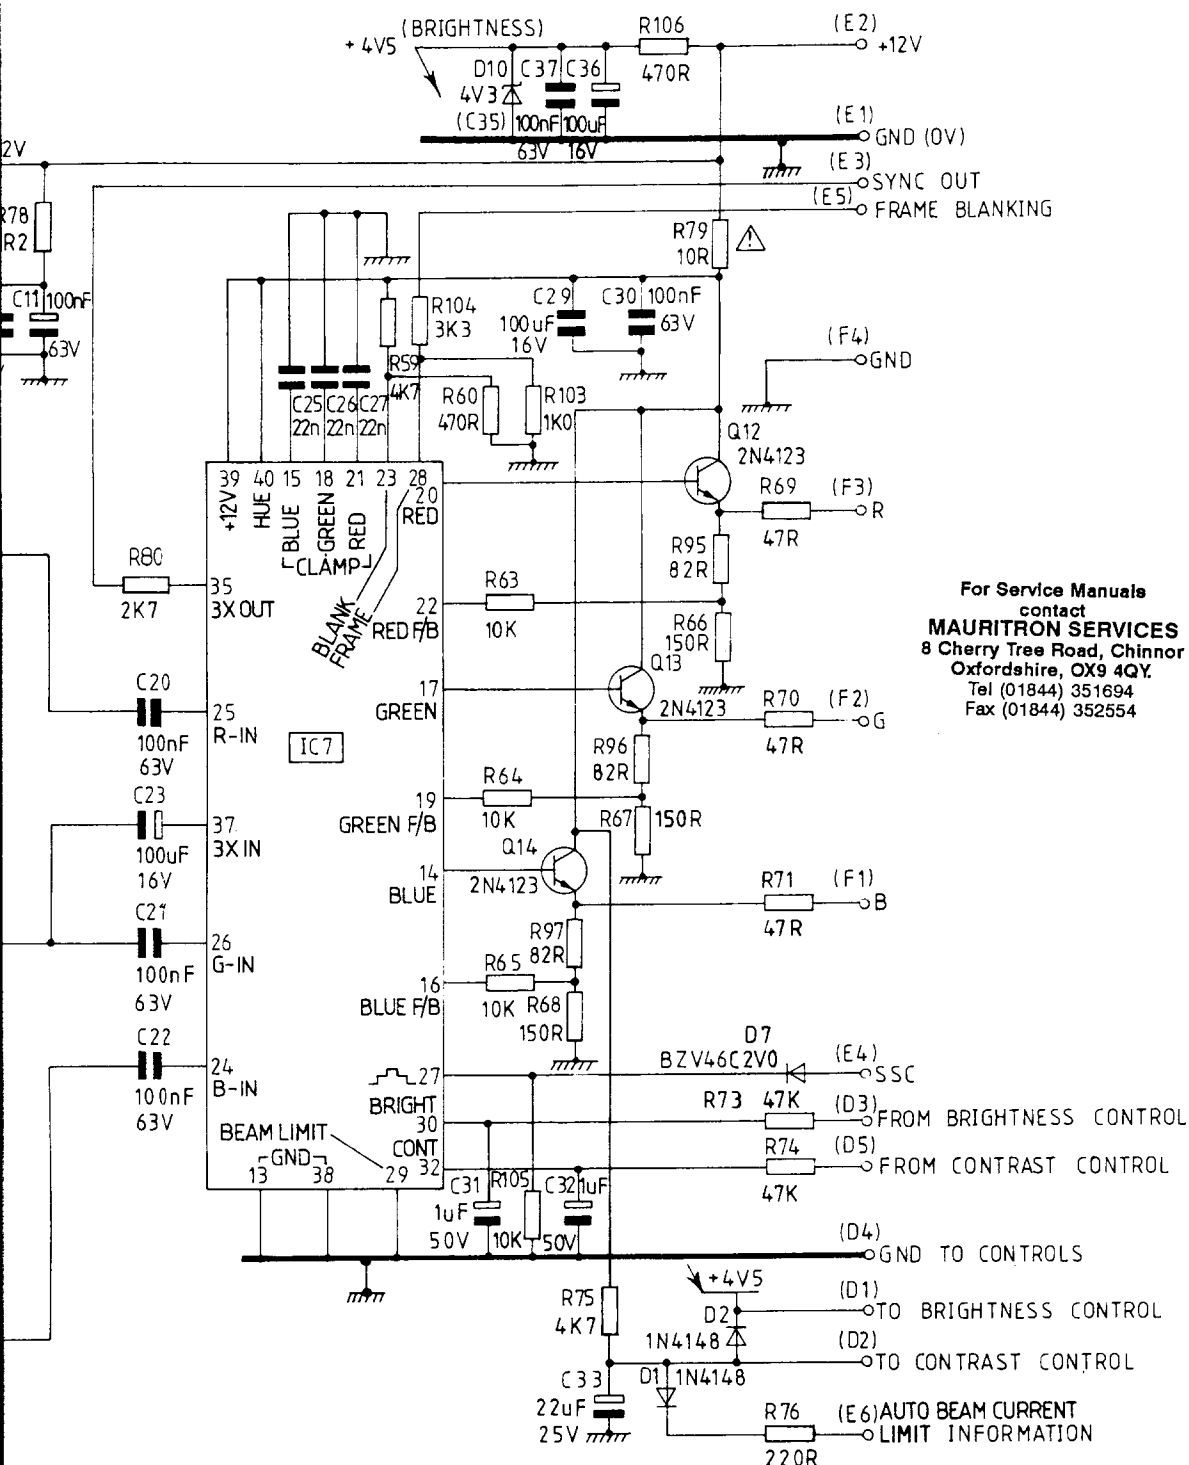 (BRIGHTNESS)
+ 4V5
R106
470R
(E2)
+12V
D10
4V3
C37
C36
(C35)
100nF
100uF
63V
16V
(E1)
GND (0V)
2V
(E3)
SYNC OUT
(E5)
FRAME BLANKING
R78
R2
R79
10R
C11
100nF
63V
R104
3K3
C29
100uF
16V
C30
100nF
63V
(F4)
GND
R59
4K7
R60
470R
R103
1K0
C25
22n
C26
22n
C27
22n
Q12
2N4123
39
40
15
18
21
23
28
20
+12V
HUE
BLUE
GREEN
RED
RED
CLAMP
BLANK
FRAME
R69
47R
(F3)
R
R80
2K7
35
3X OUT
R63
10K
22
RED F/B
R95
82R
R66
150R
For Service Manuals
contact
MAURITRON SERVICES
8 Cherry Tree Road, Chinnor
Oxfordshire, OX9 4QY.
Tel (01844) 351694
Fax (01844) 352554
C20
100nF
63V
25
R-IN
IC7
17
GREEN
Q13
2N4123
R70
47R
(F2)
G
R96
82R
C23
100uF
16V
37
3X IN
R64
10K
19
GREEN F/B
R67
150R
Q14
2N4123
14
BLUE
R71
47R
(F1)
B
C21
100nF
63V
26
G-IN
R97
82R
R65
10K
16
BLUE F/B
R68
150R
C22
100nF
63V
24
B-IN
D7
BZV46C2V0
(E4)
SSC
27
BRIGHT
30
R73
47K
(D3)
FROM BRIGHTNESS CONTROL
BEAM LIMIT
CONT
32
R74
47K
(D5)
FROM CONTRAST CONTROL
GND
13
38
29
C31
1uF
50V
R105
10K
C32
1uF
50V
(D4)
GND TO CONTROLS
R75
4K7
+4V5
(D1)
TO BRIGHTNESS CONTROL
D2
1N4148
(D2)
TO CONTRAST CONTROL
C33
22uF
25V
D1
1N4148
R76
220R
(E6)
AUTO BEAM CURRENT
LIMIT INFORMATION